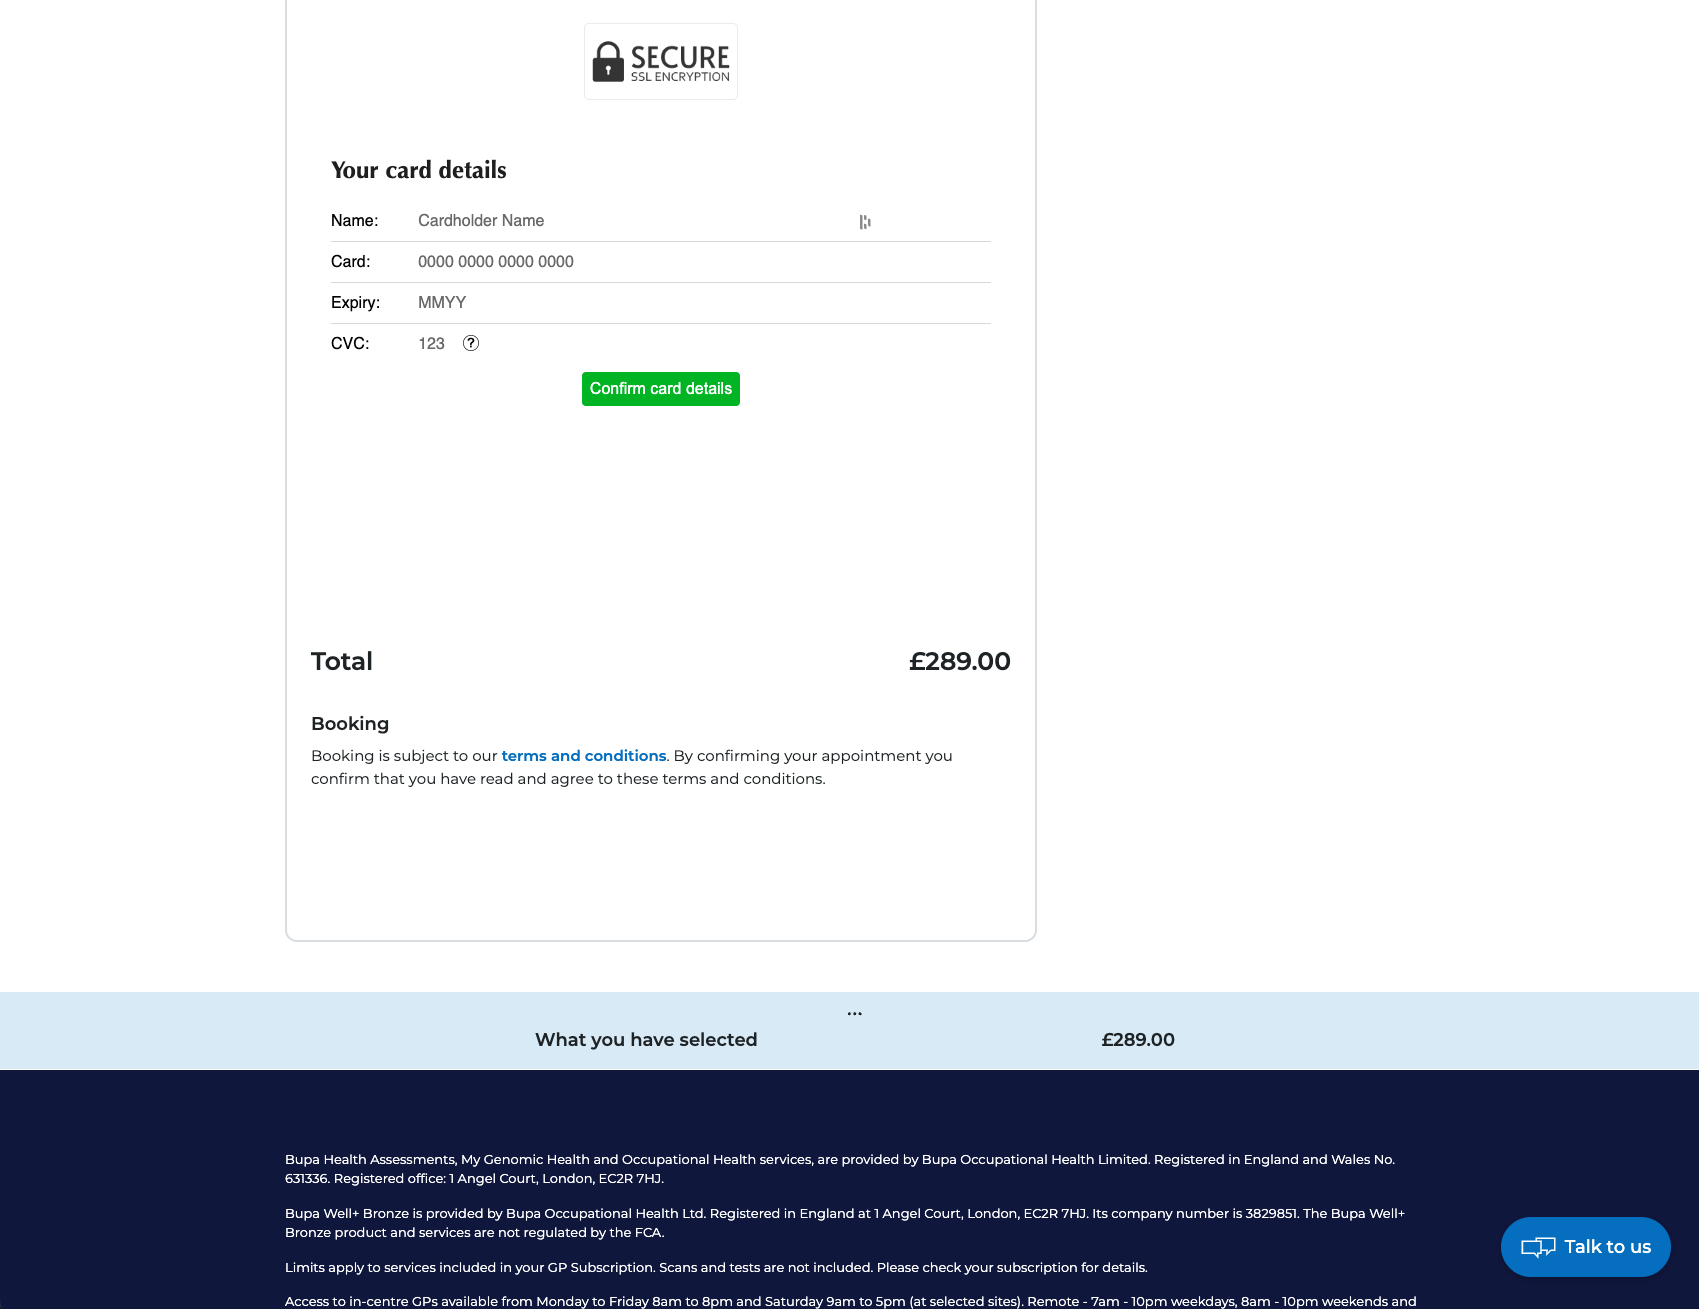 SECURE
SSL ENCRYPTION
Your card details
Name: Cardholder Name
Card: 0000 0000 0000 0000
Expiry: MMYY
CVC: 123 ?
Confirm card details
Total £289.00
Booking
Booking is subject to our terms and conditions. By confirming your appointment you
confirm that you have read and agree to these terms and conditions.
...
What you have selected £289.00
Bupa Health Assessments, My Genomic Health and Occupational Health services, are provided by Bupa Occupational Health Limited. Registered in England and Wales No.
631336. Registered office: 1 Angel Court, London, EC2R 7HJ.
Bupa Well+ Bronze is provided by Bupa Occupational Health Ltd. Registered in England at 1 Angel Court, London, EC2R 7HJ. Its company number is 3829851. The Bupa Well+
Bronze product and services are not regulated by the FCA.
Talk to us
Limits apply to services included in your GP Subscription. Scans and tests are not included. Please check your subscription for details.
Access to in-centre GPs available from Monday to Friday 8am to 8pm and Saturday 9am to 5pm (at selected sites). Remote - 7am - 10pm weekdays, 8am - 10pm weekends and